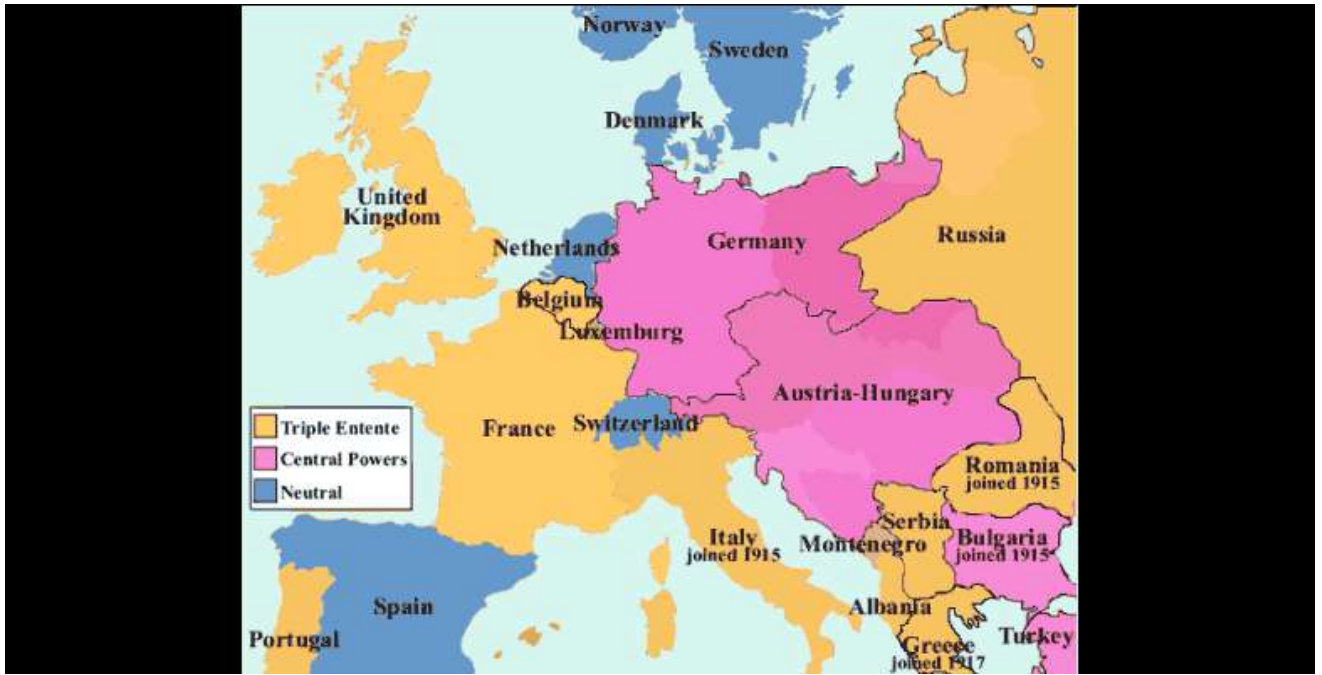 Norway
Sweden
Denmark
United
Kingdom
Netherlands
Germany
Russia
Belgium
Luxemburg
Austria-Hungary
France
Switzerland
Triple Entente
Central Powers
Neutral
Romania
joined 1915
Italy
joined 1915
Serbia
Montenegro
Bulgaria
joined 1915
Spain
Albania
Portugal
Greece
joined 1917
Turkey